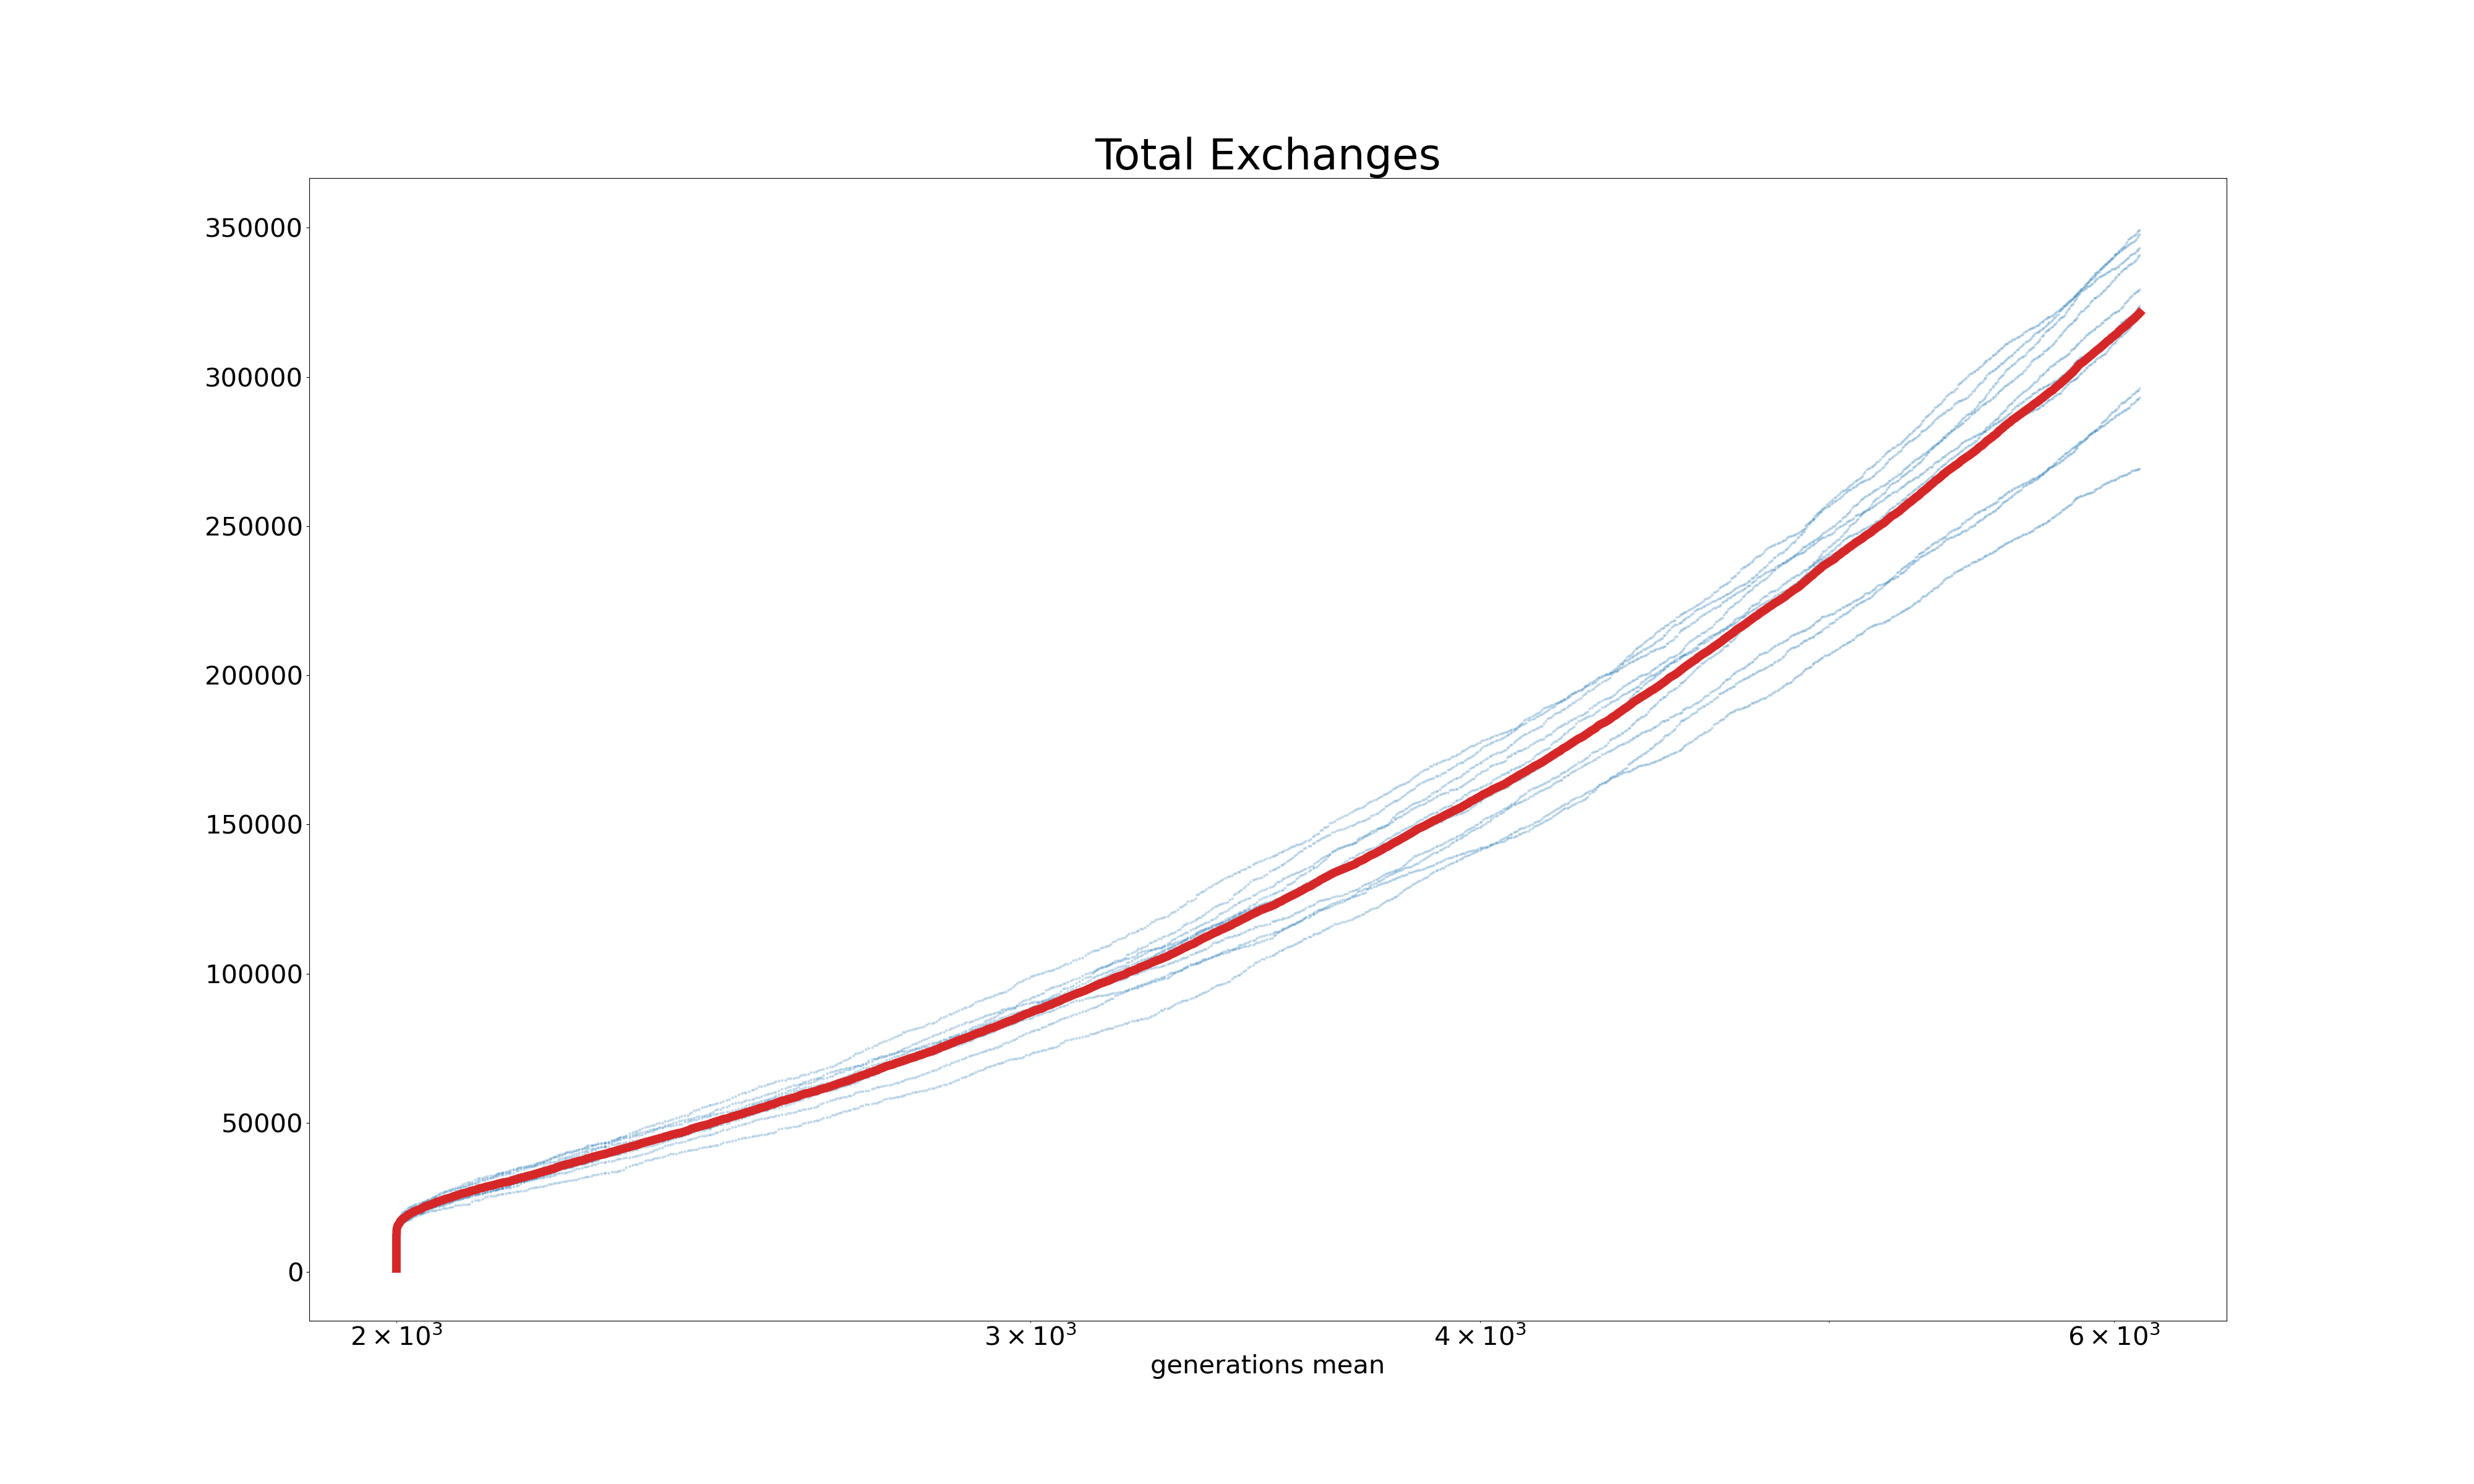 Total Exchanges
350000
300000
250000
200000
150000
100000
50000
0
2 × 10³ 3 × 10³ 4 × 10³ 6 × 10³
generations mean